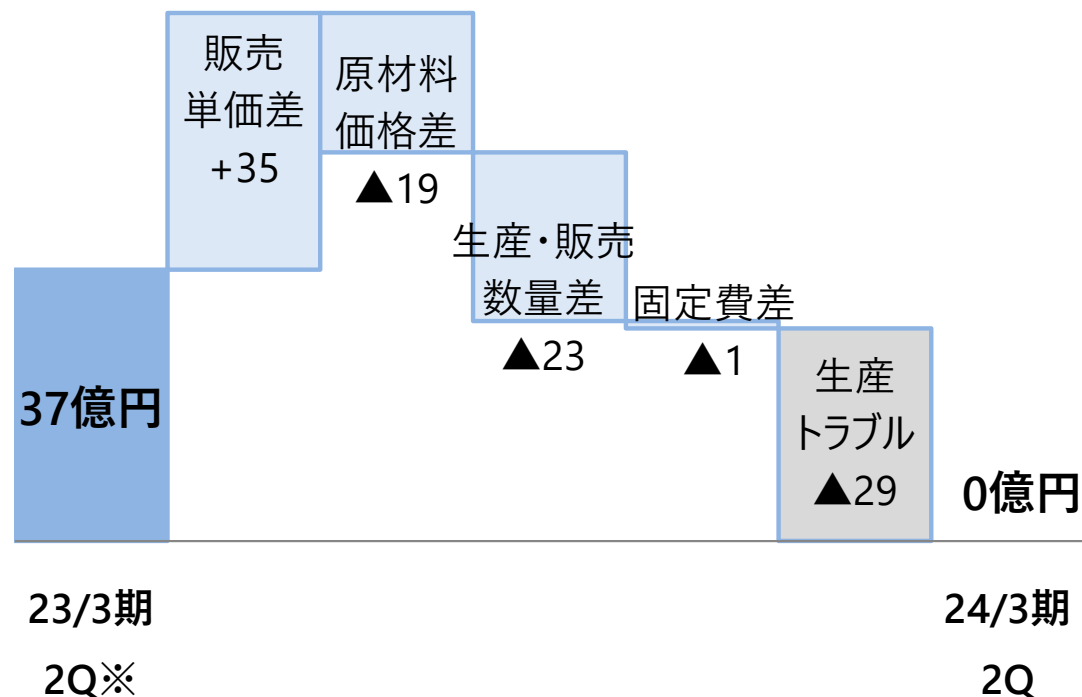 販売
単価差
+35
原材料
価格差
▲19
生産・販売
数量差
▲23
固定費差
▲1
生産
トラブル
▲29
37億円
0億円
23/3期
2Q※
24/3期
2Q